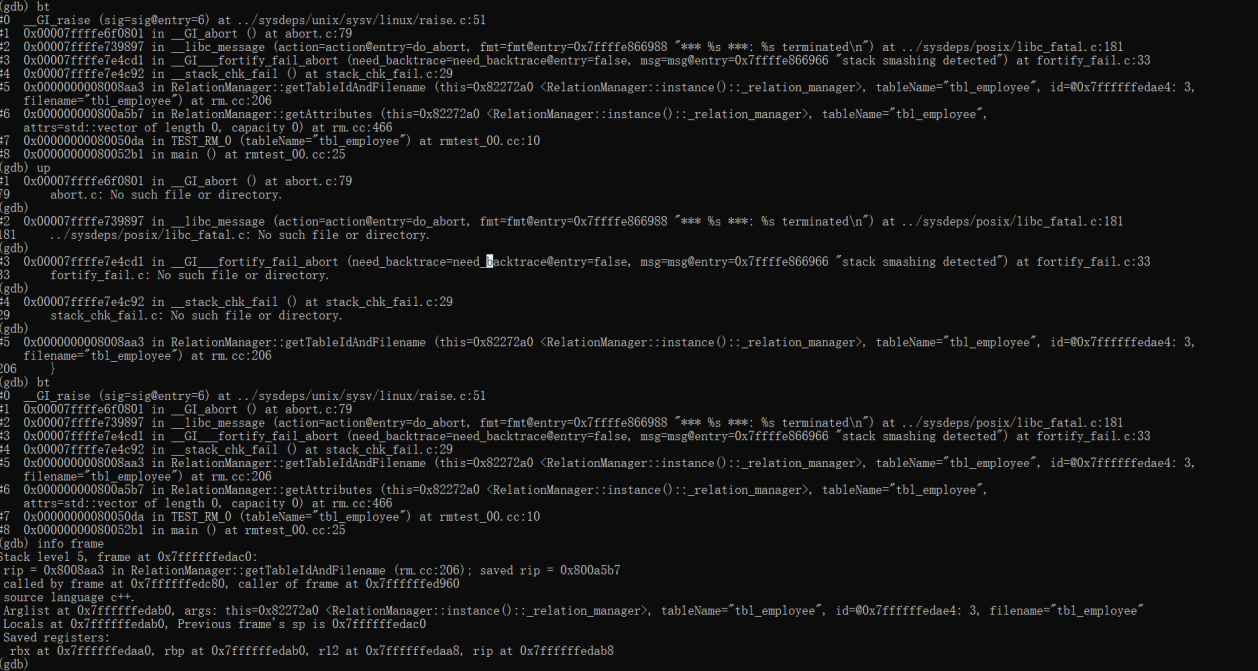 (gdb) bt
#0  __GI_raise (sig=sig@entry=6) at ../sysdeps/unix/sysv/linux/raise.c:51
#1  0x00007ffffe6f0801 in __GI_abort () at abort.c:79
#2  0x00007ffffe739897 in __libc_message (action=action@entry=do_abort, fmt=fmt@entry=0x7ffffe866988 "*** %s ***: %s terminated\n") at ../sysdeps/posix/libc_fatal.c:181
#3  0x00007ffffe7e4cd1 in __GI___fortify_fail_abort (need_backtrace=need_backtrace@entry=false, msg=msg@entry=0x7ffffe866966 "stack smashing detected") at fortify_fail.c:33
#4  0x00007ffffe7e4c92 in __stack_chk_fail () at stack_chk_fail.c:29
#5  0x0000000008008aa3 in RelationManager::getTableIdAndFilename (this=0x82272a0 <RelationManager::instance()::_relation_manager>, tableName="tbl_employee", id=@0x7ffffffedae4: 3,
    filename="tbl_employee") at rm.cc:206
#6  0x000000000800a5b7 in RelationManager::getAttributes (this=0x82272a0 <RelationManager::instance()::_relation_manager>, tableName="tbl_employee",
    attrs=std::vector of length 0, capacity 0) at rm.cc:466
#7  0x00000000080050da in TEST_RM_0 (tableName="tbl_employee") at rmtest_00.cc:10
#8  0x00000000080052b1 in main () at rmtest_00.cc:25
(gdb) up
#1  0x00007ffffe6f0801 in __GI_abort () at abort.c:79
79      abort.c: No such file or directory.
(gdb)
#2  0x00007ffffe739897 in __libc_message (action=action@entry=do_abort, fmt=fmt@entry=0x7ffffe866988 "*** %s ***: %s terminated\n") at ../sysdeps/posix/libc_fatal.c:181
181     ../sysdeps/posix/libc_fatal.c: No such file or directory.
(gdb)
#3  0x00007ffffe7e4cd1 in __GI___fortify_fail_abort (need_backtrace=need_backtrace@entry=false, msg=msg@entry=0x7ffffe866966 "stack smashing detected") at fortify_fail.c:33
33      fortify_fail.c: No such file or directory.
(gdb)
#4  0x00007ffffe7e4c92 in __stack_chk_fail () at stack_chk_fail.c:29
29      stack_chk_fail.c: No such file or directory.
(gdb)
#5  0x0000000008008aa3 in RelationManager::getTableIdAndFilename (this=0x82272a0 <RelationManager::instance()::_relation_manager>, tableName="tbl_employee", id=@0x7ffffffedae4: 3,
    filename="tbl_employee") at rm.cc:206
206     }
(gdb) bt
#0  __GI_raise (sig=sig@entry=6) at ../sysdeps/unix/sysv/linux/raise.c:51
#1  0x00007ffffe6f0801 in __GI_abort () at abort.c:79
#2  0x00007ffffe739897 in __libc_message (action=action@entry=do_abort, fmt=fmt@entry=0x7ffffe866988 "*** %s ***: %s terminated\n") at ../sysdeps/posix/libc_fatal.c:181
#3  0x00007ffffe7e4cd1 in __GI___fortify_fail_abort (need_backtrace=need_backtrace@entry=false, msg=msg@entry=0x7ffffe866966 "stack smashing detected") at fortify_fail.c:33
#4  0x00007ffffe7e4c92 in __stack_chk_fail () at stack_chk_fail.c:29
#5  0x0000000008008aa3 in RelationManager::getTableIdAndFilename (this=0x82272a0 <RelationManager::instance()::_relation_manager>, tableName="tbl_employee", id=@0x7ffffffedae4: 3,
    filename="tbl_employee") at rm.cc:206
#6  0x000000000800a5b7 in RelationManager::getAttributes (this=0x82272a0 <RelationManager::instance()::_relation_manager>, tableName="tbl_employee",
    attrs=std::vector of length 0, capacity 0) at rm.cc:466
#7  0x00000000080050da in TEST_RM_0 (tableName="tbl_employee") at rmtest_00.cc:10
#8  0x00000000080052b1 in main () at rmtest_00.cc:25
(gdb) info frame
Stack level 5, frame at 0x7ffffffedac0:
 rip = 0x8008aa3 in RelationManager::getTableIdAndFilename (rm.cc:206); saved rip = 0x800a5b7
 called by frame at 0x7ffffffedc80, caller of frame at 0x7ffffffed960
 source language c++.
 Arglist at 0x7ffffffedab0, args: this=0x82272a0 <RelationManager::instance()::_relation_manager>, tableName="tbl_employee", id=@0x7ffffffedae4: 3, filename="tbl_employee"
 Locals at 0x7ffffffedab0, Previous frame's sp is 0x7ffffffedac0
 Saved registers:
  rbx at 0x7ffffffedaa0, rbp at 0x7ffffffedab0, r12 at 0x7ffffffedaa8, rip at 0x7ffffffedab8
(gdb)